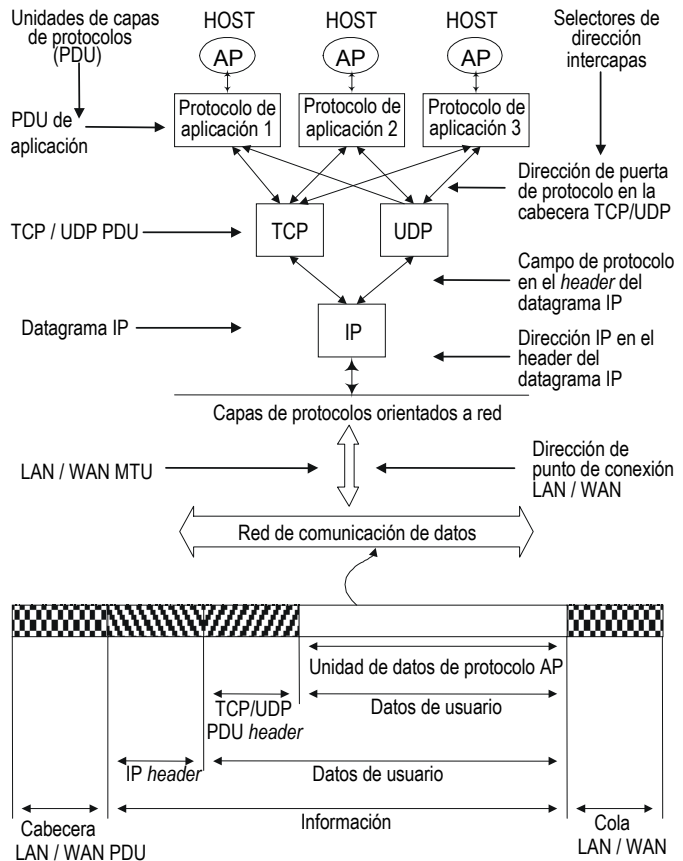 Unidades de capas
de protocolos
(PDU)
HOST
HOST
HOST
Selectores de
dirección
intercapas
AP
AP
AP
PDU de
aplicación
Protocolo de
aplicación 1
Protocolo de
aplicación 2
Protocolo de
aplicación 3
Dirección de puerta
de protocolo en la
cabecera TCP/UDP
TCP / UDP PDU
TCP
UDP
Campo de protocolo
en el header del
datagrama IP
Datagrama IP
IP
Dirección IP en el
header del
datagrama IP
Capas de protocolos orientados a red
LAN / WAN MTU
Dirección de
punto de conexión
LAN / WAN
Red de comunicación de datos
Unidad de datos de protocolo AP
TCP/UDP
PDU header
Datos de usuario
IP header
Datos de usuario
Información
Cabecera
LAN / WAN PDU
Cola
LAN / WAN